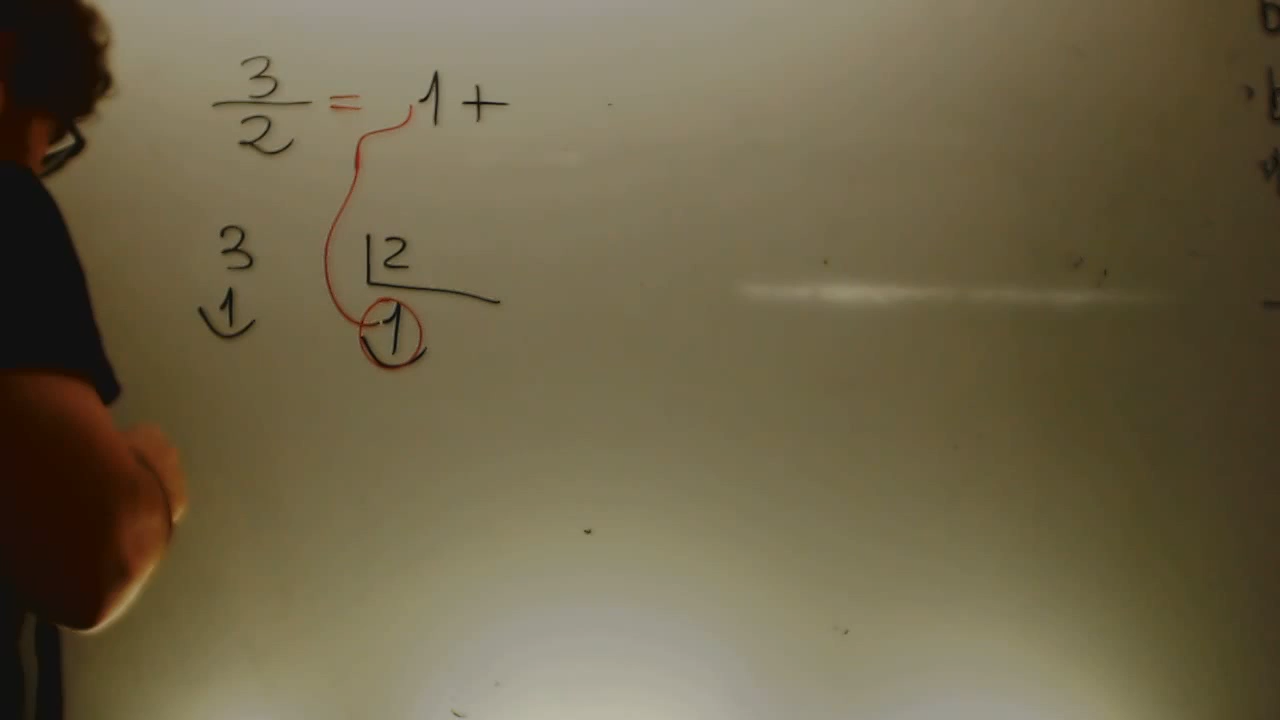 3/2 = 1 +
3 |2
1 1